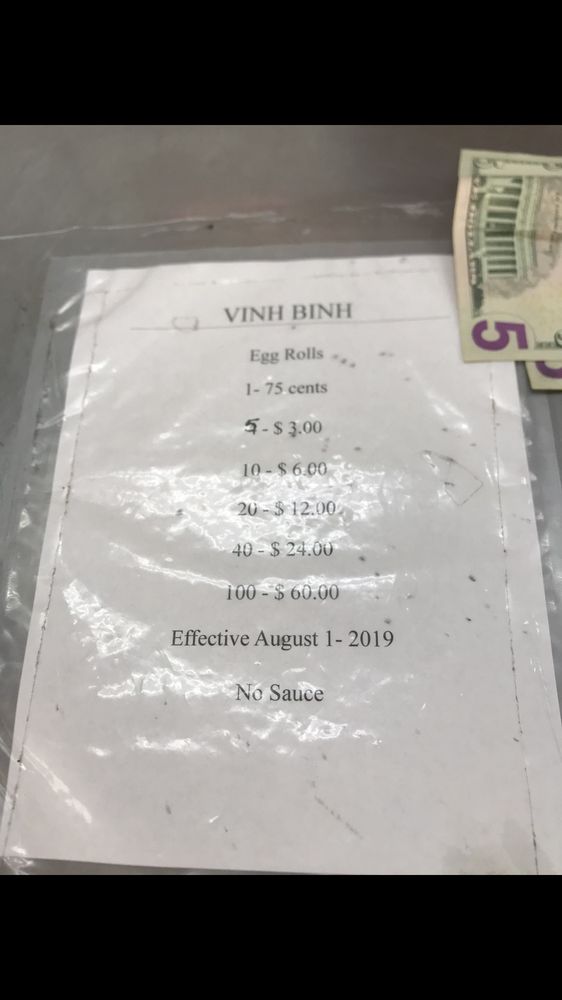 VINH BINH
Egg Rolls
1- 75 cents
5 - $ 3.00
10 - $ 6.00
20 - $ 12.00
40 - $ 24.00
100 - $ 60.00
Effective August 1- 2019
No Sauce
5